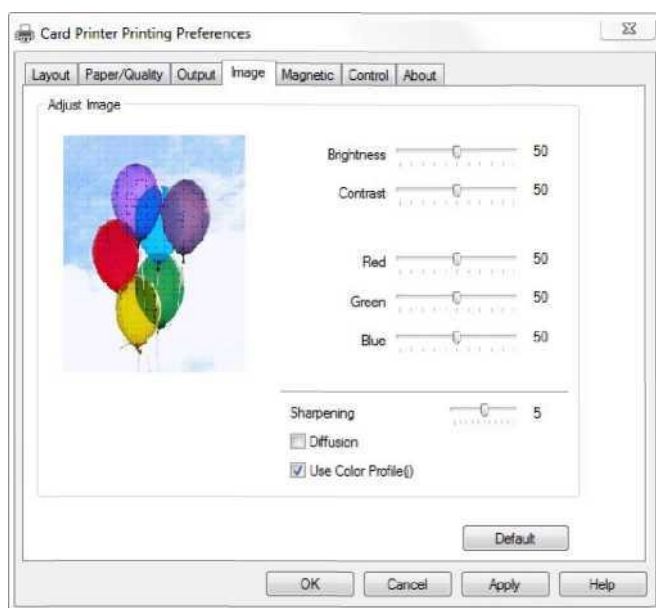 Card Printer Printing Preferences
Layout Paper/Quality Output Image Magnetic Control About
Adjust Image
Brightness 50
Contrast 50
Red 50
Green 50
Blue 50
Sharpening 5
Diffusion
Use Color Profile(j)
Default
OK Cancel Apply Help